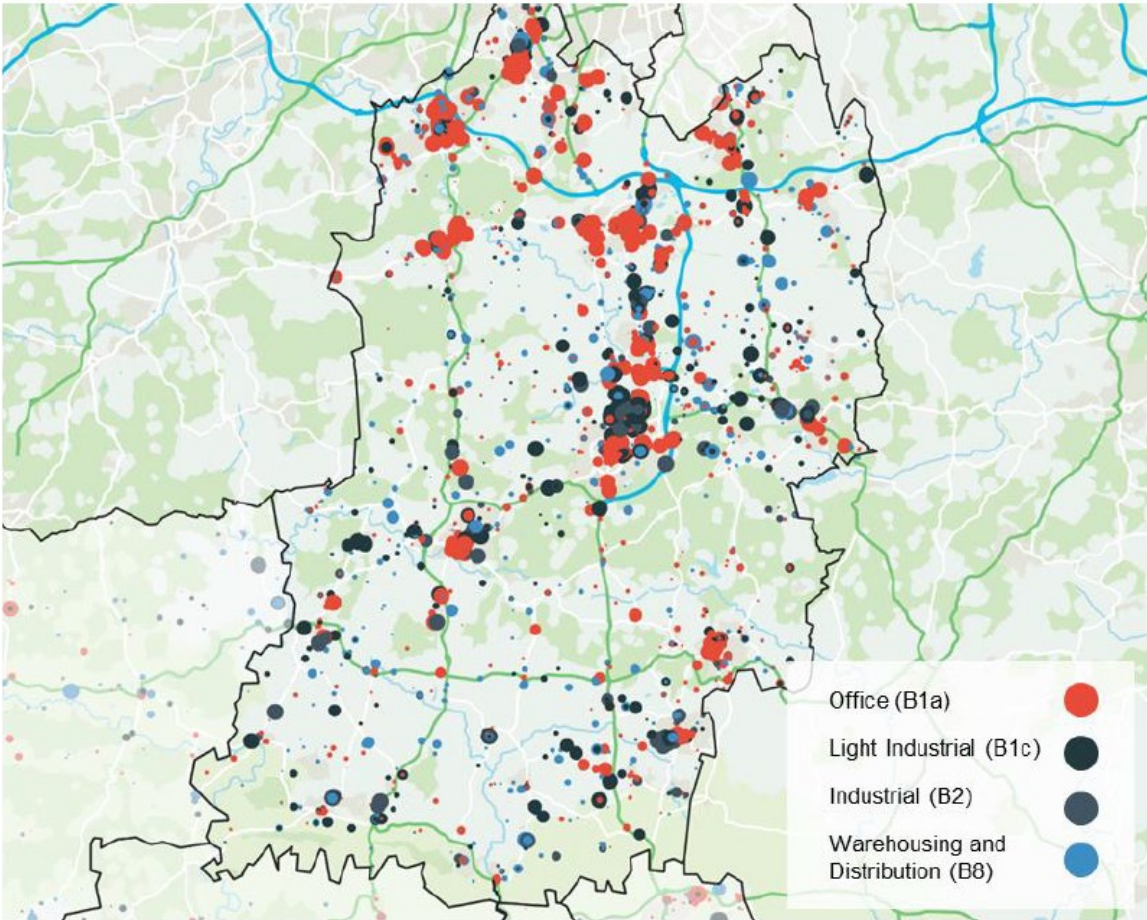 Office (B1a)
Light Industrial (B1c)
Industrial (B2)
Warehousing and
Distribution (B8)